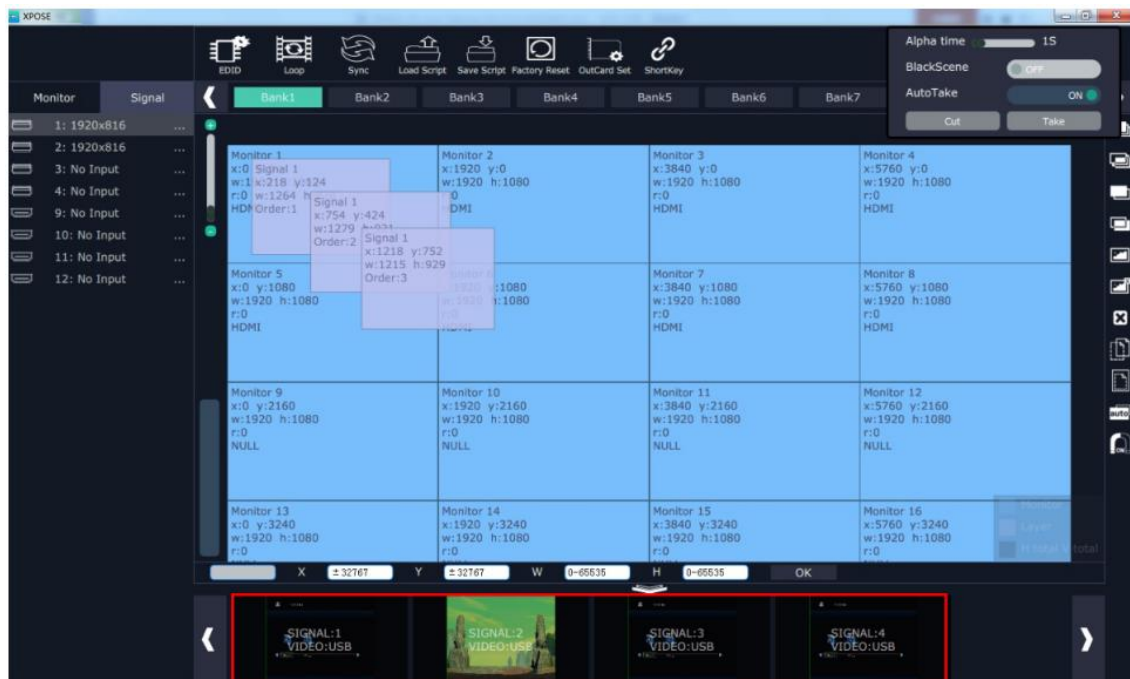 XPOSE
EDID
Loop
Sync
Load Script
Save Script
Factory Reset
OutCard Set
ShortKey
Alpha time 15
BlackScene OFF
AutoTake ON
Cut Take
Monitor Signal
Bank1 Bank2 Bank3 Bank4 Bank5 Bank6 Bank7
1: 1920x816 ...
2: 1920x816 ...
3: No Input ...
4: No Input ...
9: No Input ...
10: No Input ...
11: No Input ...
12: No Input ...
Monitor 1
x:0
r:0
Signal 1
x:218 y:124
w:1264
Order:1
Signal 1
x:754 y:424
w:1279
Order:2
Signal 1
x:1218 y:752
w:1215 h:929
Order:3
Monitor 2
x:1920 y:0
w:1920 h:1080
HDMI
Monitor 3
x:3840 y:0
w:1920 h:1080
r:0
HDMI
Monitor 4
x:5760 y:0
w:1920 h:1080
r:0
HDMI
Monitor 5
x:0 y:1080
w:1920 h:1080
r:0
HDMI
Monitor 7
x:3840 y:1080
w:1920 h:1080
r:0
HDMI
Monitor 8
x:5760 y:1080
w:1920 h:1080
r:0
HDMI
Monitor 9
x:0 y:2160
w:1920 h:1080
r:0
NULL
Monitor 10
x:1920 y:2160
w:1920 h:1080
r:0
NULL
Monitor 11
x:3840 y:2160
w:1920 h:1080
r:0
NULL
Monitor 12
x:5760 y:2160
w:1920 h:1080
r:0
NULL
Monitor 13
x:0 y:3240
w:1920 h:1080
r:0
Monitor 14
x:1920 y:3240
w:1920 h:1080
r:0
Monitor 15
x:3840 y:3240
w:1920 h:1080
r:0
Monitor 16
x:5760 y:3240
w:1920 h:1080
r:0
Monitor
Layer
H total V total
auto
ON
X ±32767 Y ±32767 W 0-65535 H 0-65535 OK
SIGNAL:1
VIDEO:USB
SIGNAL:2
VIDEO:USB
SIGNAL:3
VIDEO:USB
SIGNAL:4
VIDEO:USB